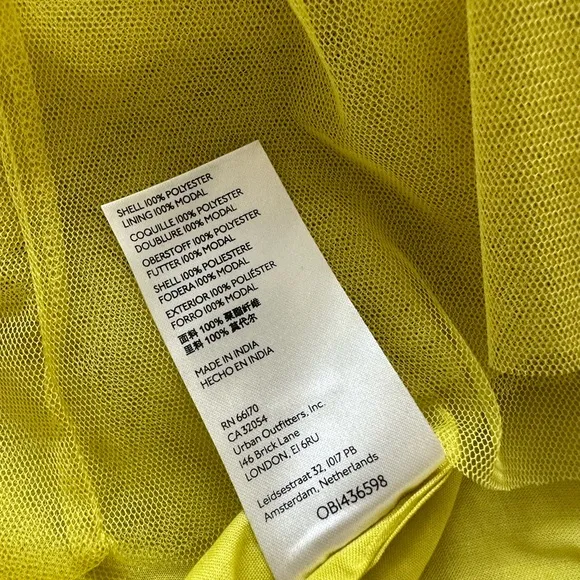 SHELL 100% POLYESTER
LINING 100% MODAL
COQUILLE 100% POLYESTER
DOUBLURE 100% MODAL
OBERSTOFF 100% POLYESTER
FUTTER 100% MODAL
SHELL 100% POLIESTERE
FODERA 100% MODAL
EXTERIOR 100% POLIÉSTER
FORRO 100% MODAL
面料 100% 聚酯纤维
里料 100% 莫代尔
MADE IN INDIA
HECHO EN INDIA
RN 66170
CA 32054
Urban Outfitters, Inc.
146 Brick Lane
LONDON, E1 6RU
Leidsestraat 32, 1017 PB
Amsterdam, Netherlands
OB1436598